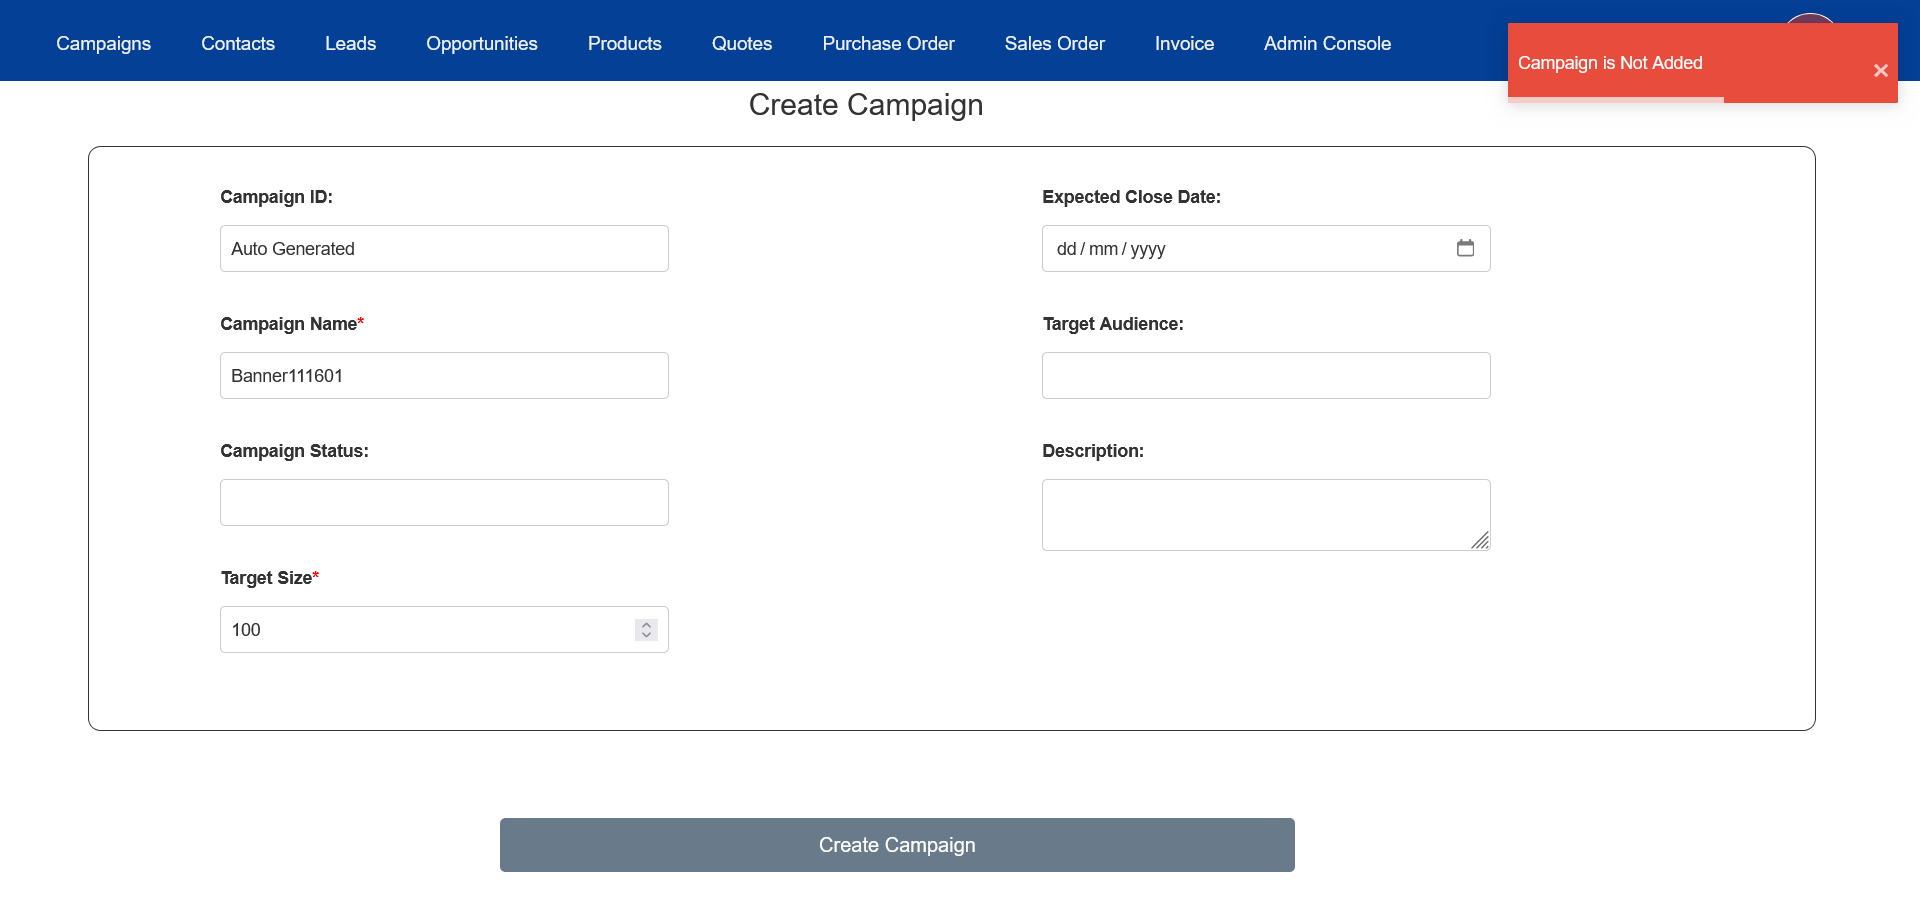 Campaigns Contacts Leads Opportunities Products Quotes Purchase Order Sales Order Invoice Admin Console
Campaign is Not Added
Create Campaign
Campaign ID:
Auto Generated
Campaign Name*
Banner111601
Campaign Status:
Target Size*
100
Expected Close Date:
dd / mm / yyyy
Target Audience:
Description:
Create Campaign